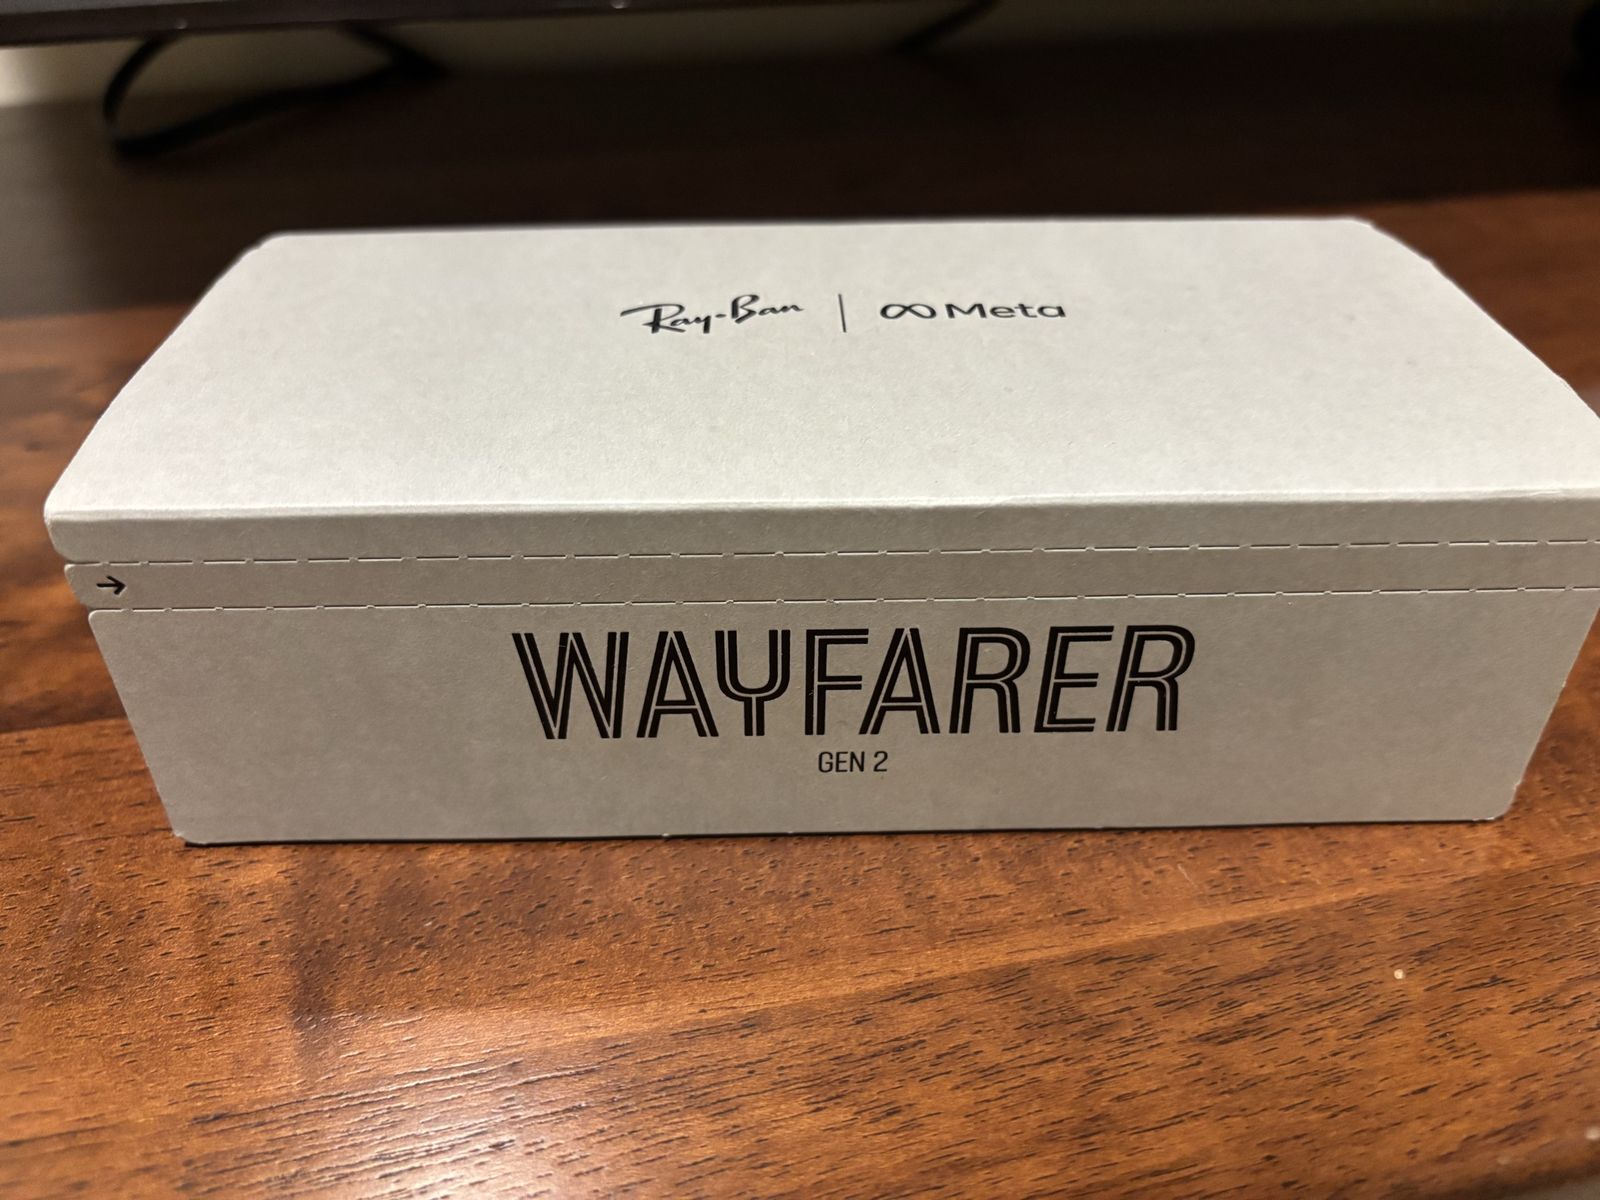 Ray-Ban | Meta
WAYFARER
GEN 2